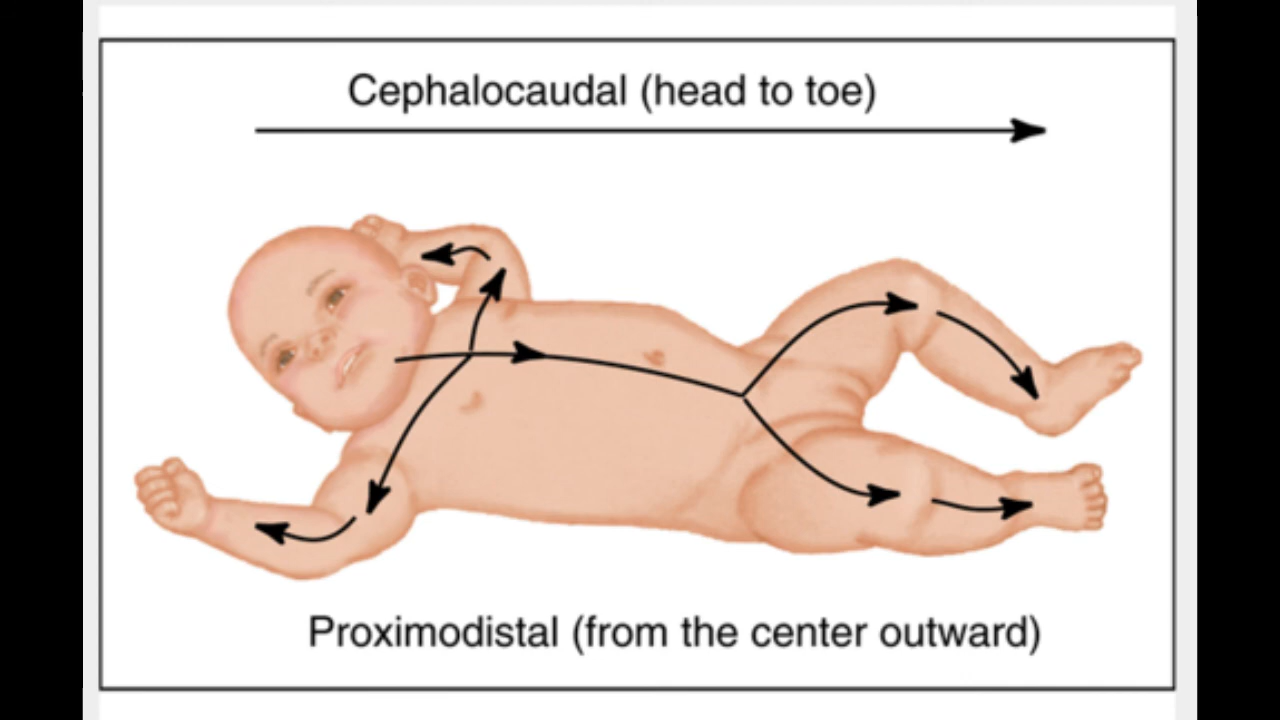 Cephalocaudal (head to toe)
Proximodistal (from the center outward)